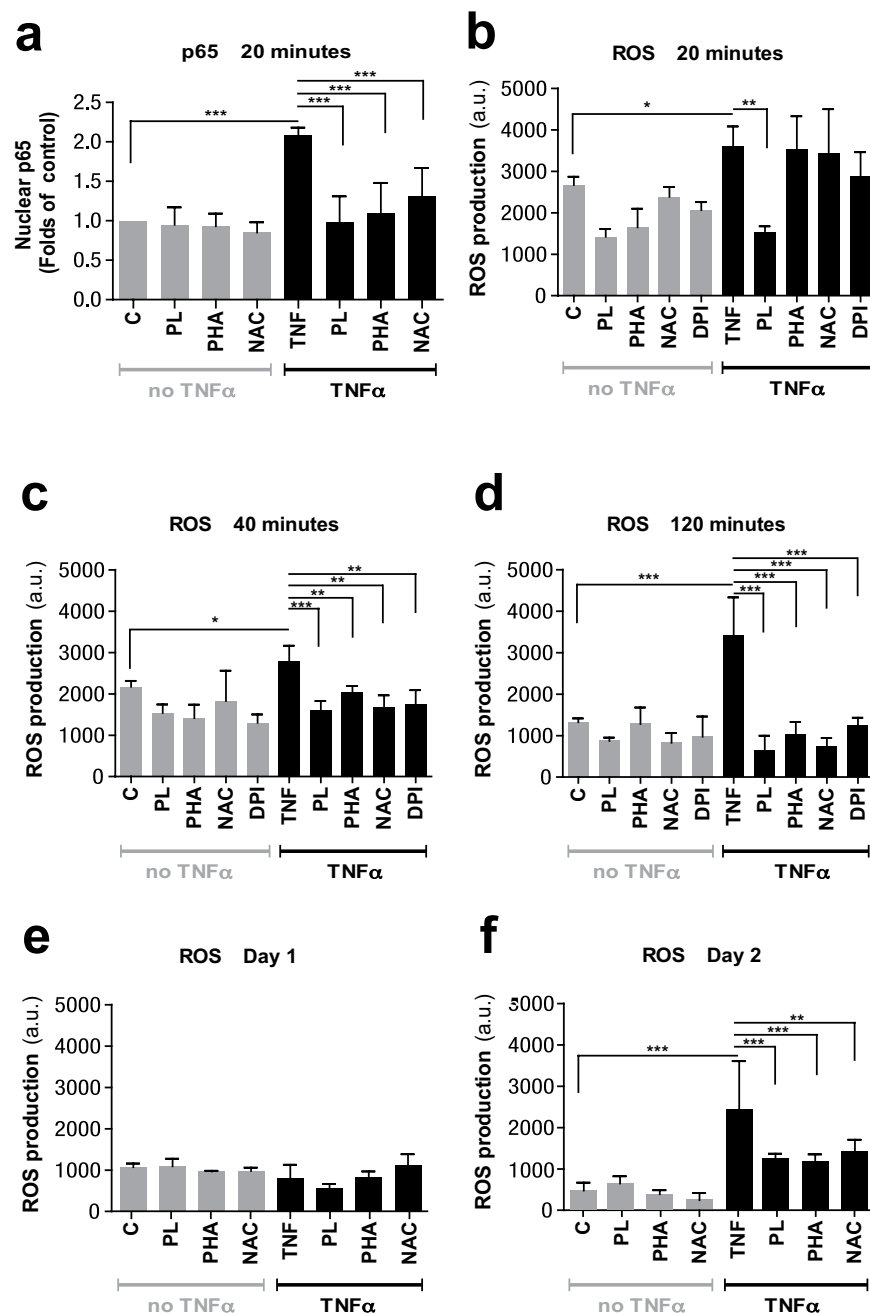 a
p65 20 minutes
Nuclear p65
(Folds of control)
2.5
2.0
1.5
1.0
0.5
0.0
***
***
***
***
C PL PHA NAC TNF PL PHA NAC
no TNFα TNFα
b
ROS 20 minutes
ROS production (a.u.)
5000
4000
3000
2000
1000
0
* **
C PL PHA NAC DPI TNF PL PHA NAC DPI
no TNFα TNFα
c
ROS 40 minutes
ROS production (a.u.)
5000
4000
3000
2000
1000
0
**
**
**
***
*
C PL PHA NAC DPI TNF PL PHA NAC DPI
no TNFα TNFα
d
ROS 120 minutes
ROS production (a.u.)
5000
4000
3000
2000
1000
0
***
***
***
***
***
C PL PHA NAC DPI TNF PL PHA NAC DPI
no TNFα TNFα
e
ROS Day 1
ROS production (a.u.)
5000
4000
3000
2000
1000
0
C PL PHA NAC TNF PL PHA NAC
no TNFα TNFα
f
ROS Day 2
ROS production (a.u.)
5000
4000
3000
2000
1000
0
**
***
***
***
C PL PHA NAC TNF PL PHA NAC
no TNFα TNFα